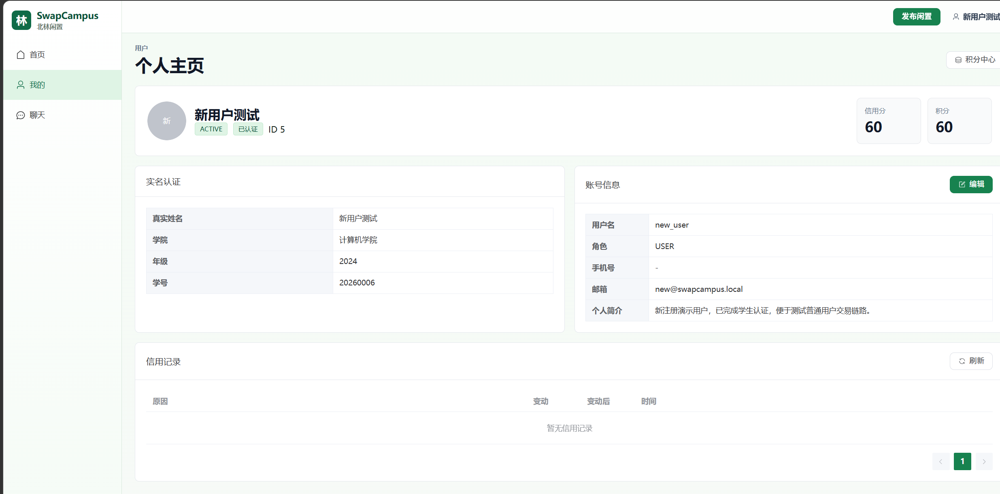 林 SwapCampus
北林闲置
首页
我的
聊天
发布闲置 新用户测试
用户
个人主页
积分中心
新
新用户测试
ACTIVE 已认证 ID 5
信用分
60
积分
60
实名认证
真实姓名 新用户测试
学院 计算机学院
年级 2024
学号 20260006
账号信息 编辑
用户名 new_user
角色 USER
手机号 -
邮箱 new@swapcampus.local
个人简介 新注册演示用户，已完成学生认证，便于测试普通用户交易链路。
信用记录 刷新
原因 变动 变动后 时间
暂无信用记录
1